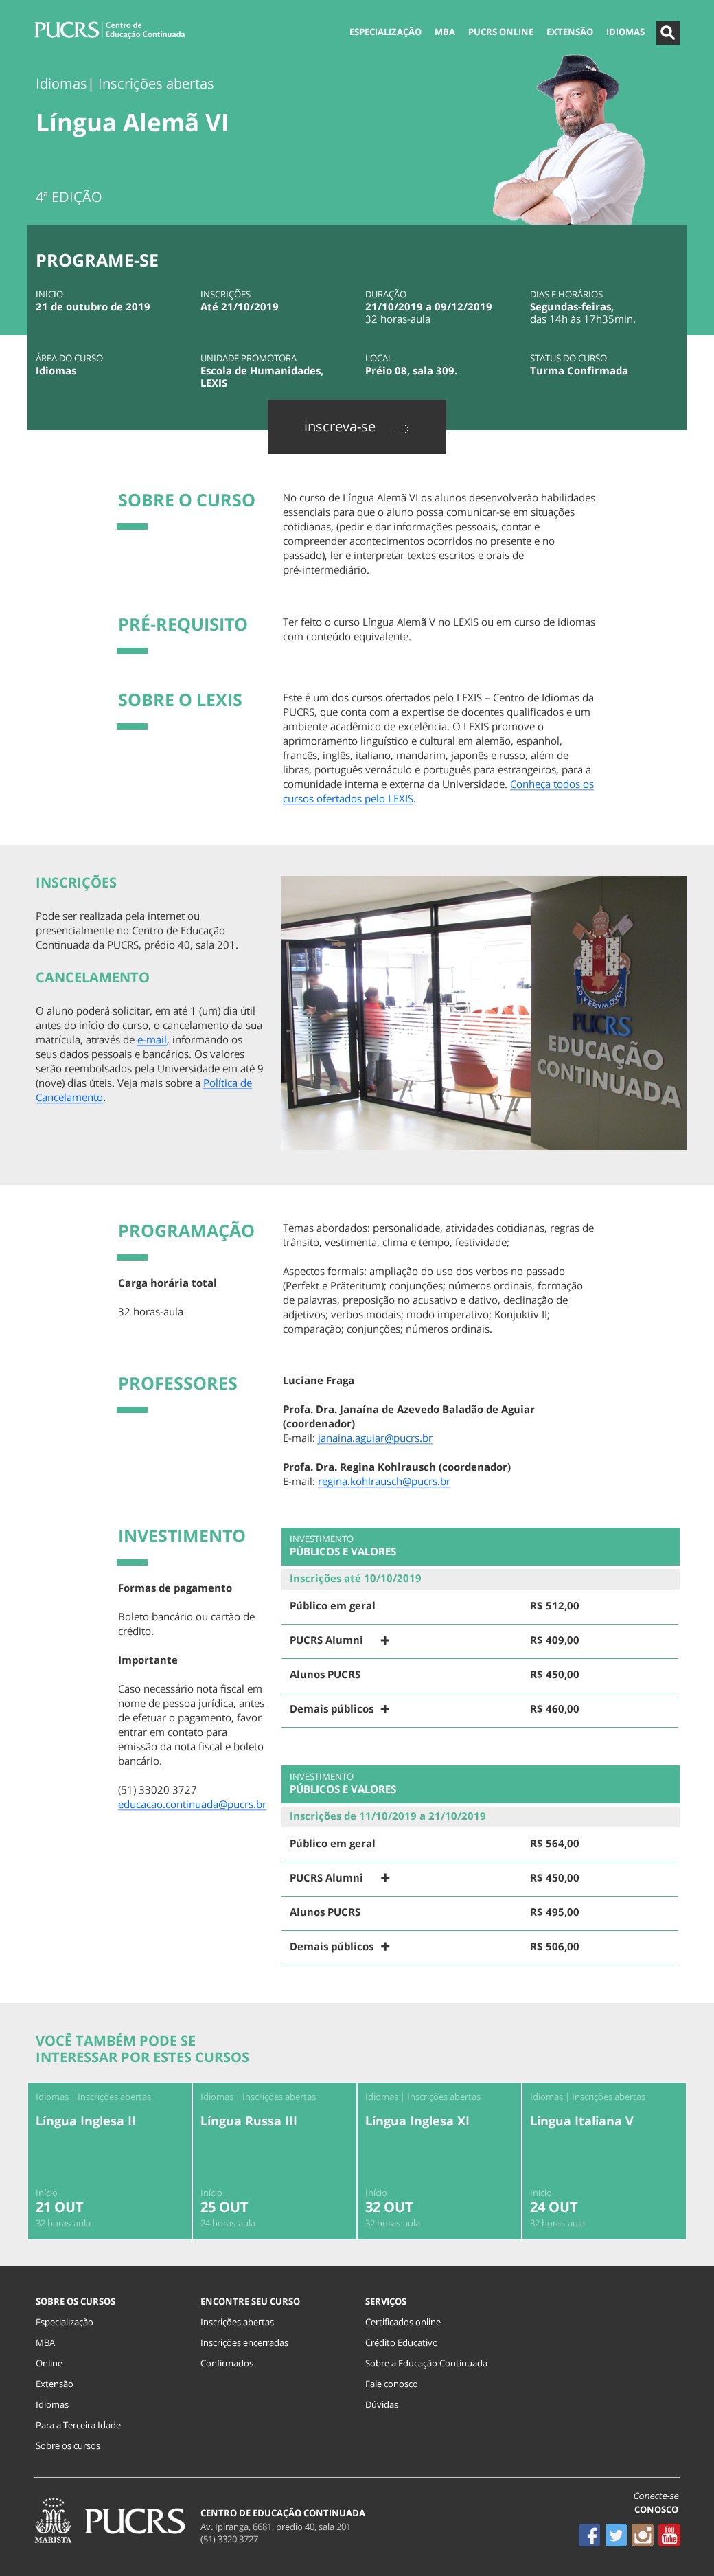 PUCRS Centro de
Educação Continuada
ESPECIALIZAÇÃO MBA PUCRS ONLINE EXTENSÃO IDIOMAS
Idiomas| Inscrições abertas
Língua Alemã VI
4ª EDIÇÃO
PROGRAME-SE
INÍCIO
21 de outubro de 2019
INSCRIÇÕES
Até 21/10/2019
DURAÇÃO
21/10/2019 a 09/12/2019
32 horas-aula
DIAS E HORÁRIOS
Segundas-feiras,
das 14h às 17h35min.
ÁREA DO CURSO
Idiomas
UNIDADE PROMOTORA
Escola de Humanidades,
LEXIS
LOCAL
Préio 08, sala 309.
STATUS DO CURSO
Turma Confirmada
inscreva-se
SOBRE O CURSO
No curso de Língua Alemã VI os alunos desenvolverão habilidades
essenciais para que o aluno possa comunicar-se em situações
cotidianas, (pedir e dar informações pessoais, contar e
compreender acontecimentos ocorridos no presente e no
passado), ler e interpretar textos escritos e orais de
pré-intermediário.
PRÉ-REQUISITO
Ter feito o curso Língua Alemã V no LEXIS ou em curso de idiomas
com conteúdo equivalente.
SOBRE O LEXIS
Este é um dos cursos ofertados pelo LEXIS – Centro de Idiomas da
PUCRS, que conta com a expertise de docentes qualificados e um
ambiente acadêmico de excelência. O LEXIS promove o
aprimoramento linguístico e cultural em alemão, espanhol,
francês, inglês, italiano, mandarim, japonês e russo, além de
libras, português vernáculo e português para estrangeiros, para a
comunidade interna e externa da Universidade. Conheça todos os
cursos ofertados pelo LEXIS.
INSCRIÇÕES
Pode ser realizada pela internet ou
presencialmente no Centro de Educação
Continuada da PUCRS, prédio 40, sala 201.
CANCELAMENTO
O aluno poderá solicitar, em até 1 (um) dia útil
antes do início do curso, o cancelamento da sua
matrícula, através de e-mail, informando os
seus dados pessoais e bancários. Os valores
serão reembolsados pela Universidade em até 9
(nove) dias úteis. Veja mais sobre a Política de
Cancelamento.
AD VERUM DUCIT
PUCRS
EDUCAÇÃO
CONTINUADA
PROGRAMAÇÃO
Carga horária total
32 horas-aula
Temas abordados: personalidade, atividades cotidianas, regras de
trânsito, vestimenta, clima e tempo, festividade;
Aspectos formais: ampliação do uso dos verbos no passado
(Perfekt e Präteritum); conjunções; números ordinais, formação
de palavras, preposição no acusativo e dativo, declinação de
adjetivos; verbos modais; modo imperativo; Konjuktiv II;
comparação; conjunções; números ordinais.
PROFESSORES
Luciane Fraga
Profa. Dra. Janaína de Azevedo Baladão de Aguiar
(coordenador)
E-mail: janaina.aguiar@pucrs.br
Profa. Dra. Regina Kohlrausch (coordenador)
E-mail: regina.kohlrausch@pucrs.br
INVESTIMENTO
Formas de pagamento
Boleto bancário ou cartão de
crédito.
Importante
Caso necessário nota fiscal em
nome de pessoa jurídica, antes
de efetuar o pagamento, favor
entrar em contato para
emissão da nota fiscal e boleto
bancário.
(51) 33020 3727
educacao.continuada@pucrs.br
INVESTIMENTO
PÚBLICOS E VALORES
Inscrições até 10/10/2019
Público em geral R$ 512,00
PUCRS Alumni + R$ 409,00
Alunos PUCRS R$ 450,00
Demais públicos + R$ 460,00
INVESTIMENTO
PÚBLICOS E VALORES
Inscrições de 11/10/2019 a 21/10/2019
Público em geral R$ 564,00
PUCRS Alumni + R$ 450,00
Alunos PUCRS R$ 495,00
Demais públicos + R$ 506,00
VOCÊ TAMBÉM PODE SE
INTERESSAR POR ESTES CURSOS
Idiomas | Inscrições abertas
Língua Inglesa II
Início
21 OUT
32 horas-aula
Idiomas | Inscrições abertas
Língua Russa III
Início
25 OUT
24 horas-aula
Idiomas | Inscrições abertas
Língua Inglesa XI
Início
32 OUT
32 horas-aula
Idiomas | Inscrições abertas
Língua Italiana V
Início
24 OUT
32 horas-aula
SOBRE OS CURSOS
Especialização
MBA
Online
Extensão
Idiomas
Para a Terceira Idade
Sobre os cursos
ENCONTRE SEU CURSO
Inscrições abertas
Inscrições encerradas
Confirmados
SERVIÇOS
Certificados online
Crédito Educativo
Sobre a Educação Continuada
Fale conosco
Dúvidas
MARISTA
PUCRS
CENTRO DE EDUCAÇÃO CONTINUADA
Av. Ipiranga, 6681, prédio 40, sala 201
(51) 3320 3727
Conecte-se
CONOSCO
You Tube